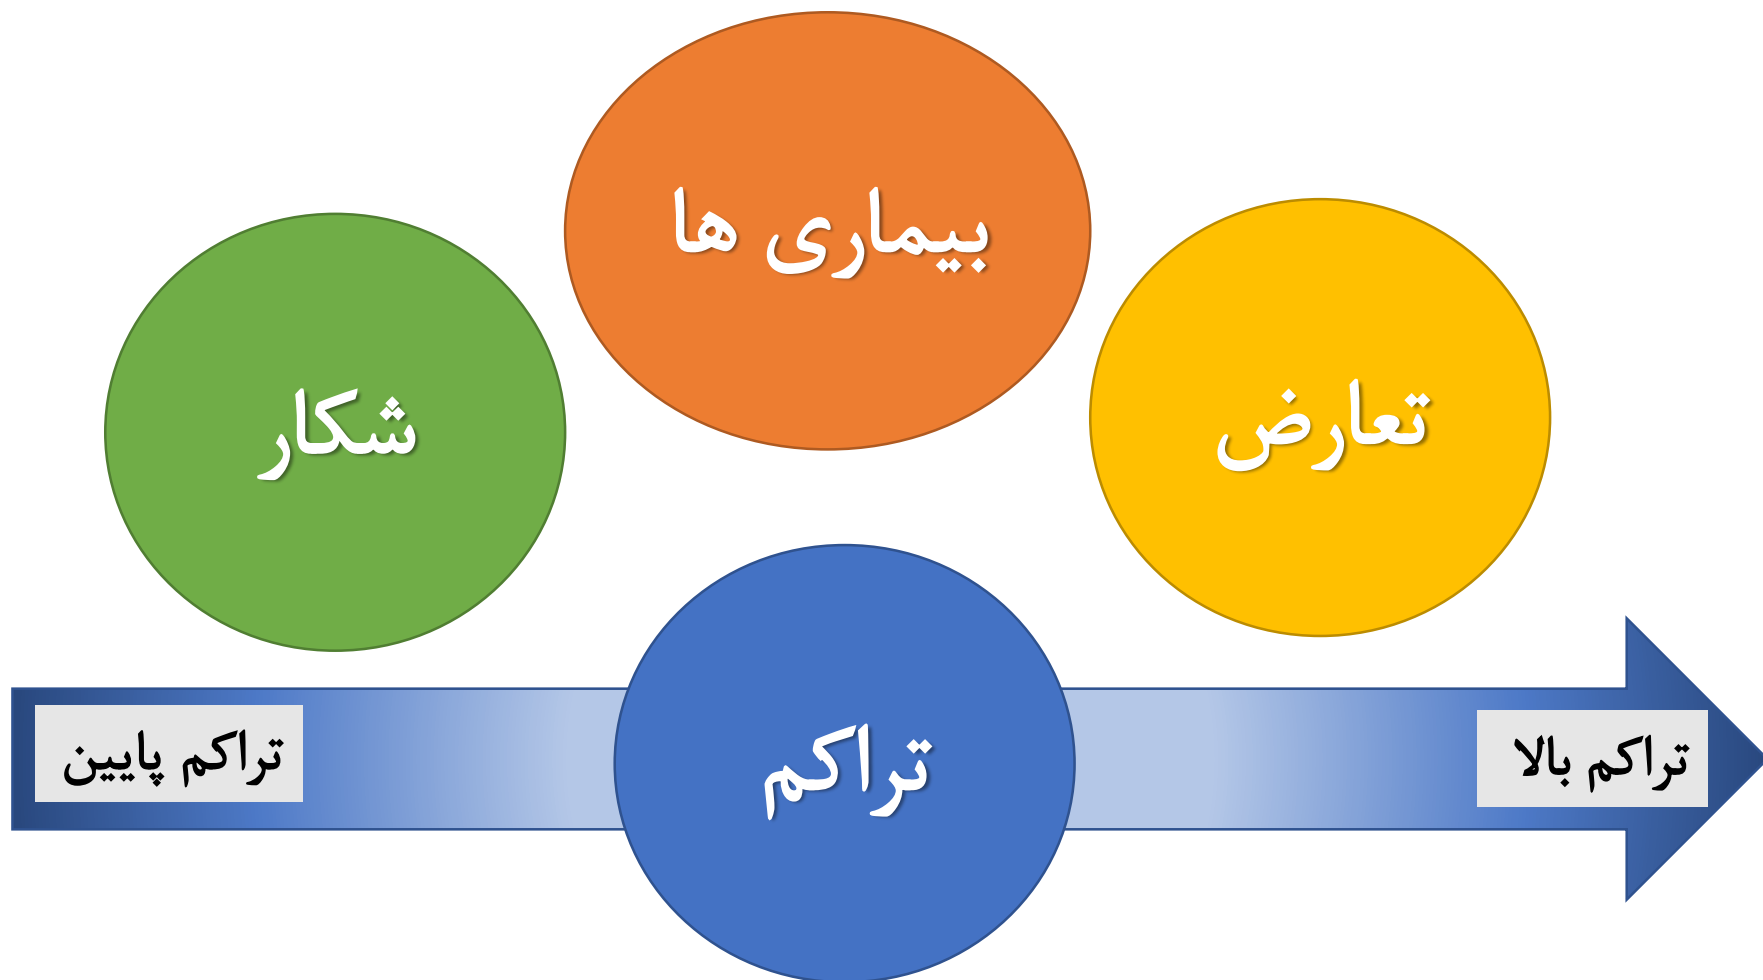 بیماری ها
تعارض
شکار
تراکم
تراکم بالا
تراکم پایین